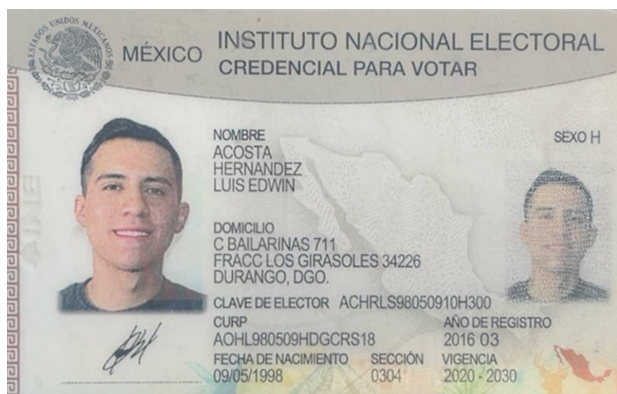 ESTADOS UNIDOS MEXICANOS
MÉXICO
INSTITUTO NACIONAL ELECTORAL
CREDENCIAL PARA VOTAR
NOMBRE
SEXO H
ACOSTA
HERNANDEZ
LUIS EDWIN
DOMICILIO
C BAILARINAS 711
FRACC LOS GIRASOLES 34226
DURANGO, DGO.
CLAVE DE ELECTOR ACHRLS98050910H300
CURP AÑO DE REGISTRO
AOHL980509HDGCRS18 2016 03
FECHA DE NACIMIENTO SECCIÓN VIGENCIA
09/05/1998 0304 2020 - 2030